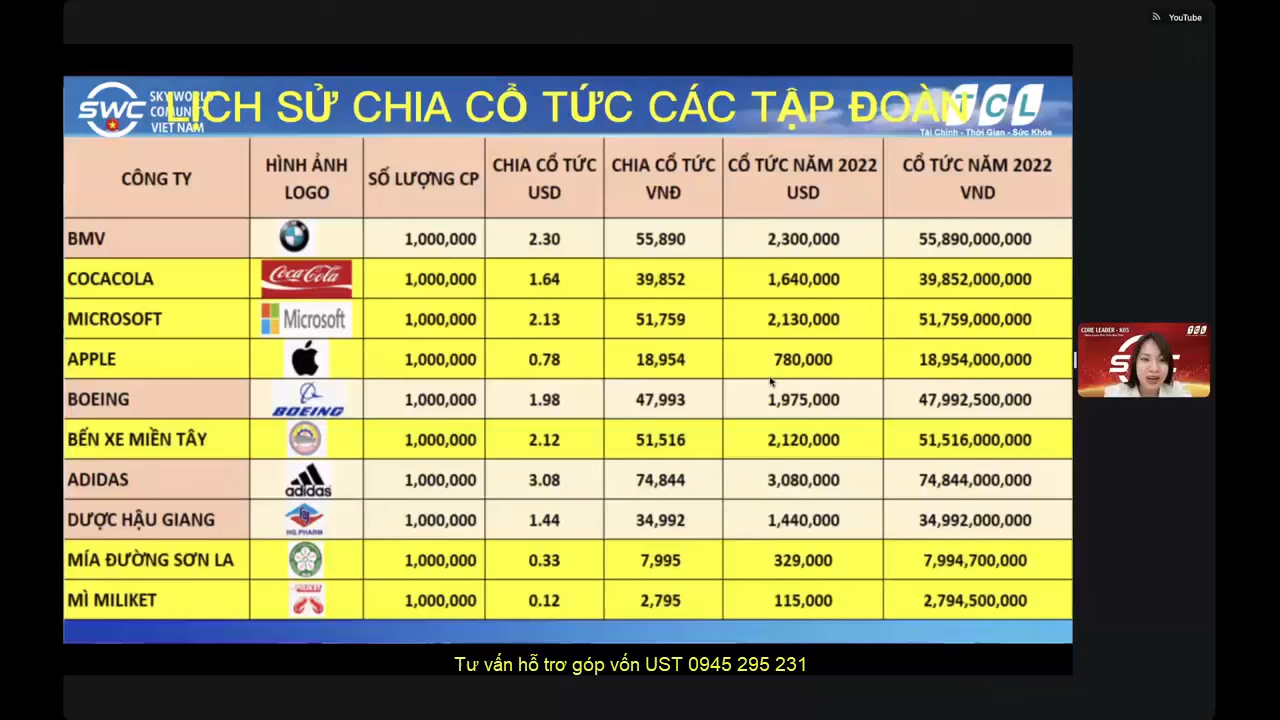 YouTube
SWC SKYWORLD
COMUNITY
VIET NAM
LỊCH SỬ CHIA CỔ TỨC CÁC TẬP ĐOÀN
TCL
Tài Chính - Thời Gian - Sức Khỏe
CÔNG TY HÌNH ẢNH LOGO SỐ LƯỢNG CP CHIA CỔ TỨC USD CHIA CỔ TỨC VNĐ CỔ TỨC NĂM 2022 USD CỔ TỨC NĂM 2022 VND
BMV 1,000,000 2.30 55,890 2,300,000 55,890,000,000
COCACOLA Coca-Cola 1,000,000 1.64 39,852 1,640,000 39,852,000,000
MICROSOFT Microsoft 1,000,000 2.13 51,759 2,130,000 51,759,000,000
APPLE 1,000,000 0.78 18,954 780,000 18,954,000,000
BOEING BOEING 1,000,000 1.98 47,993 1,975,000 47,992,500,000
BẾN XE MIỀN TÂY 1,000,000 2.12 51,516 2,120,000 51,516,000,000
ADIDAS adidas 1,000,000 3.08 74,844 3,080,000 74,844,000,000
DƯỢC HẬU GIANG HG.PHARM 1,000,000 1.44 34,992 1,440,000 34,992,000,000
MÍA ĐƯỜNG SƠN LA 1,000,000 0.33 7,995 329,000 7,994,700,000
MÌ MILIKET 1,000,000 0.12 2,795 115,000 2,794,500,000
CORE LEADER - K05
TCL
Tư vấn hỗ trơ góp vốn UST 0945 295 231